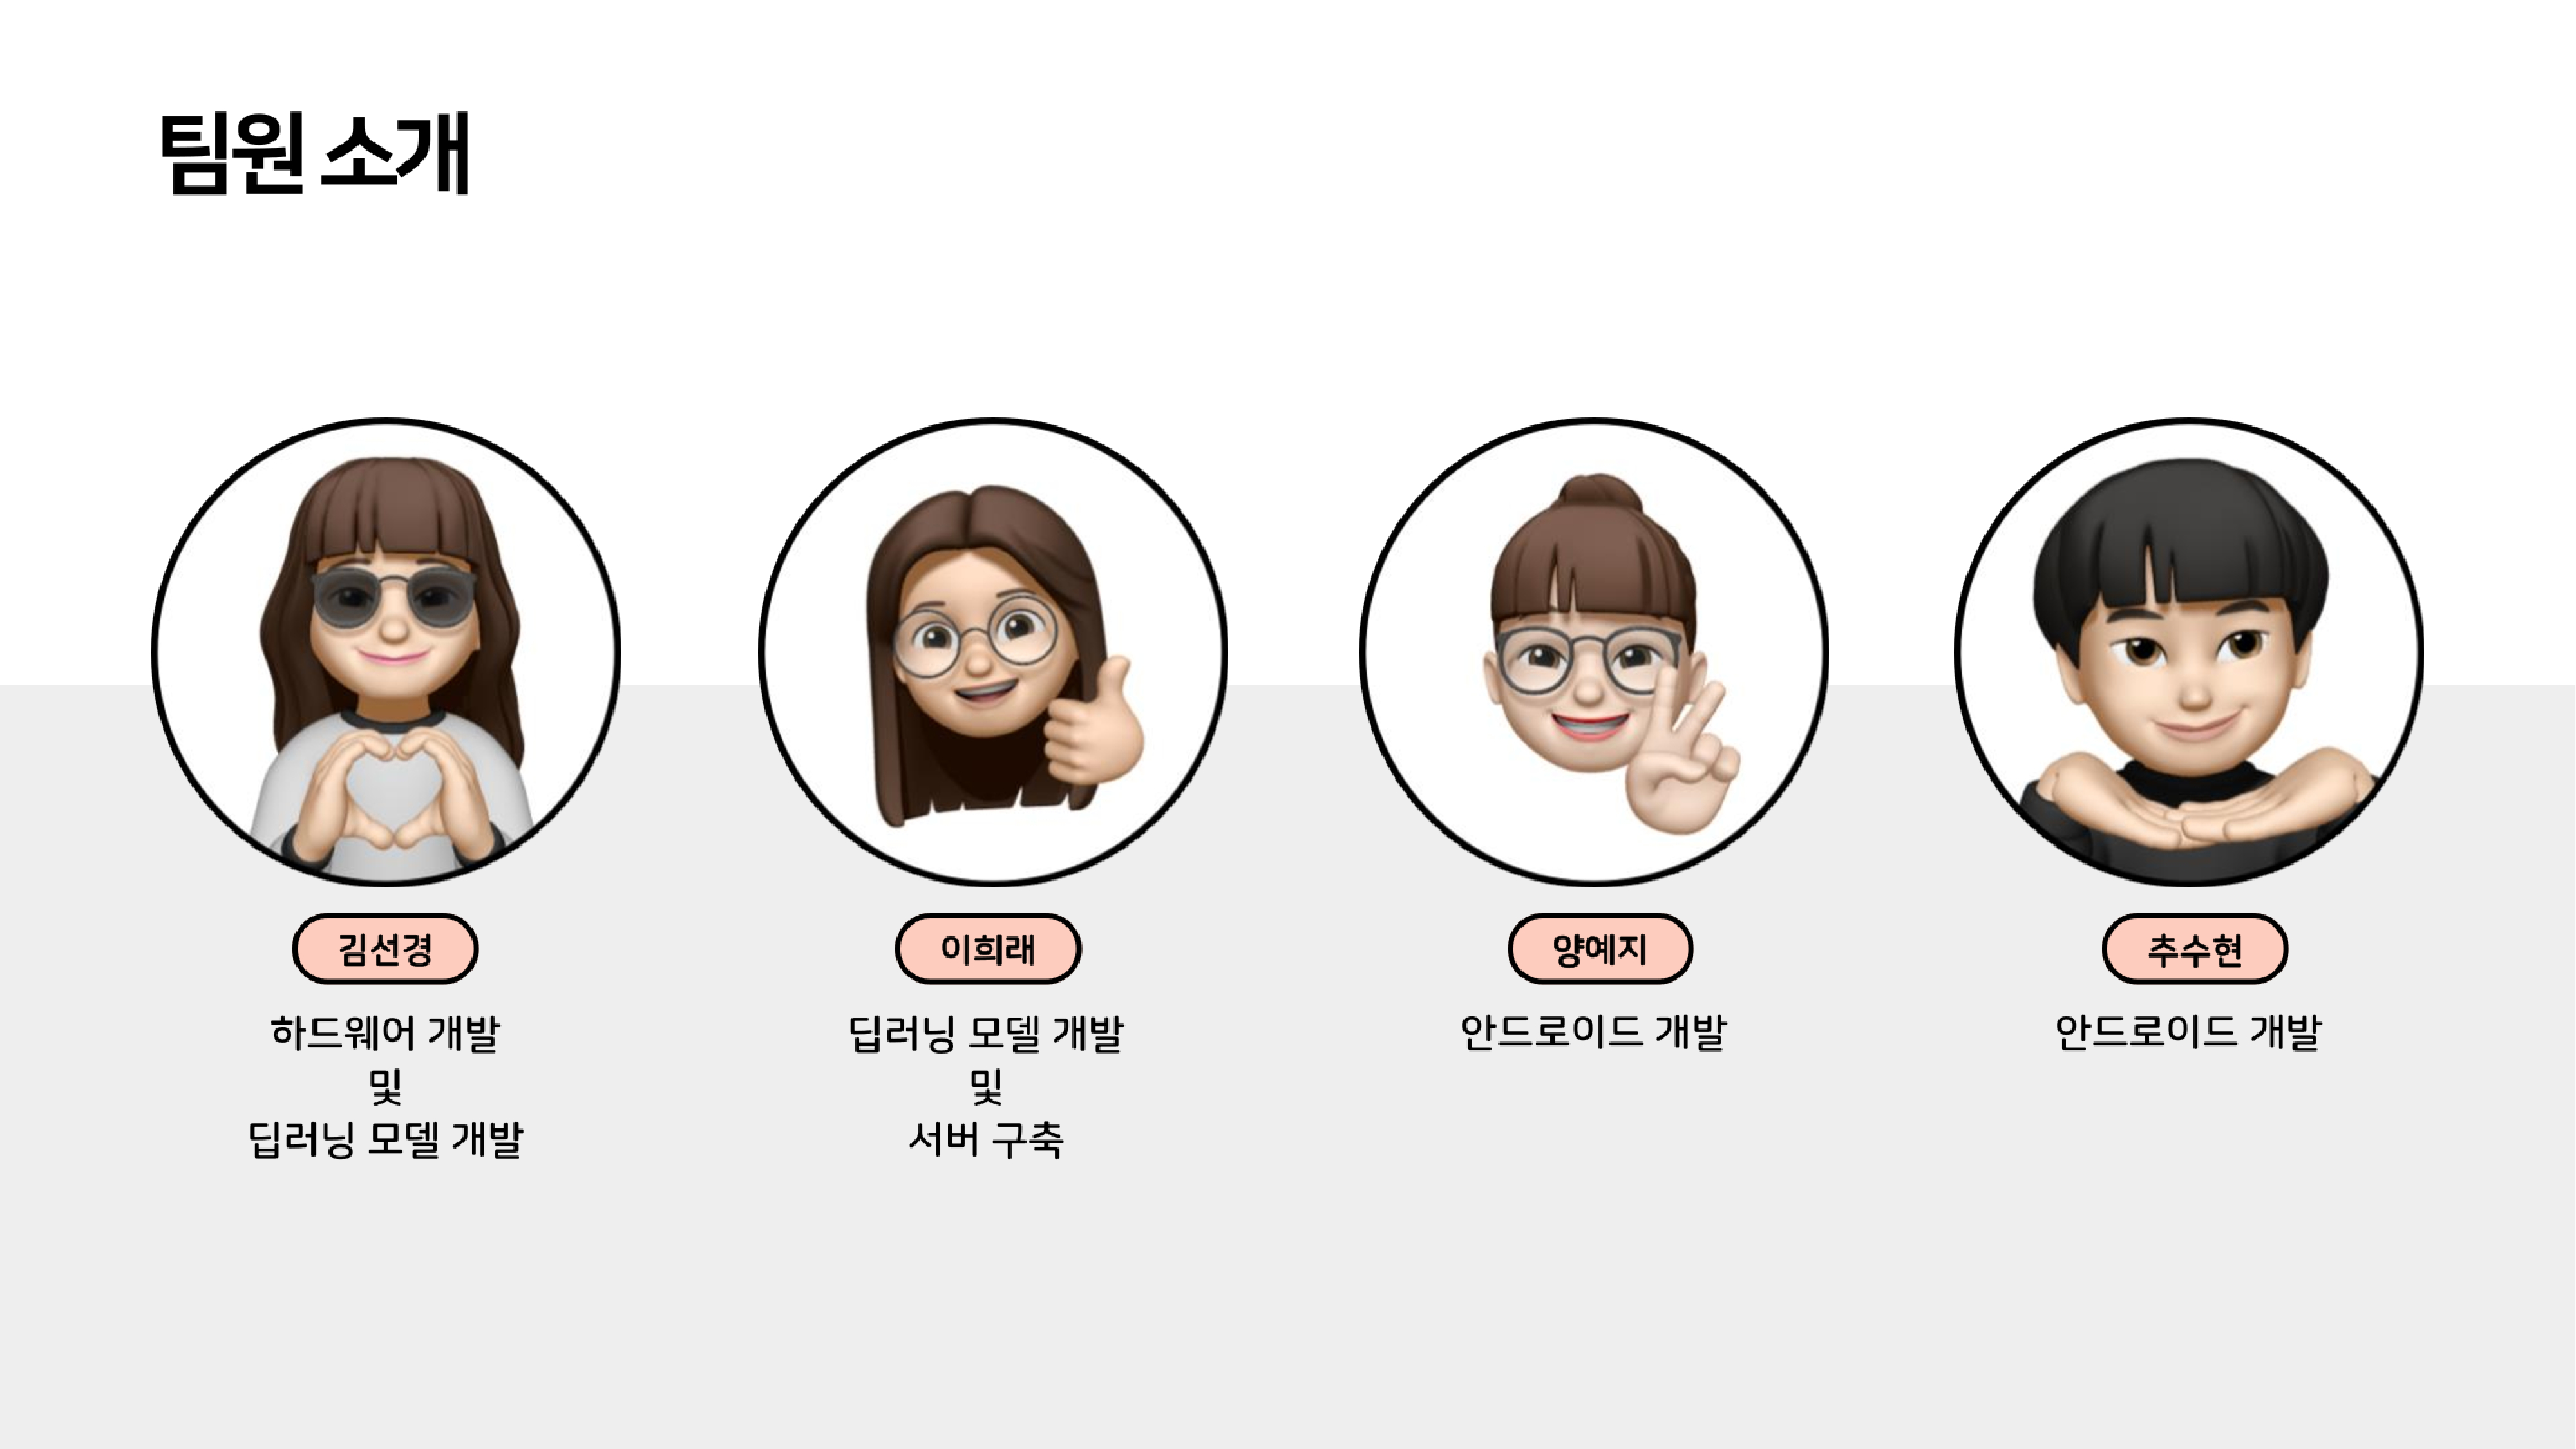 팀원 소개
김선경
하드웨어 개발
및
딥러닝 모델 개발
이희래
딥러닝 모델 개발
및
서버 구축
양예지
안드로이드 개발
추수현
안드로이드 개발